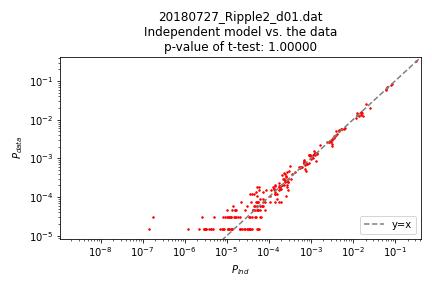 20180727_Ripple2_d01.dat
Independent model vs. the data
p-value of t-test: 1.00000
P_data
10⁻¹
10⁻²
10⁻³
10⁻⁴
10⁻⁵
y=x
10⁻⁸ 10⁻⁷ 10⁻⁶ 10⁻⁵ 10⁻⁴ 10⁻³ 10⁻² 10⁻¹
P_ind